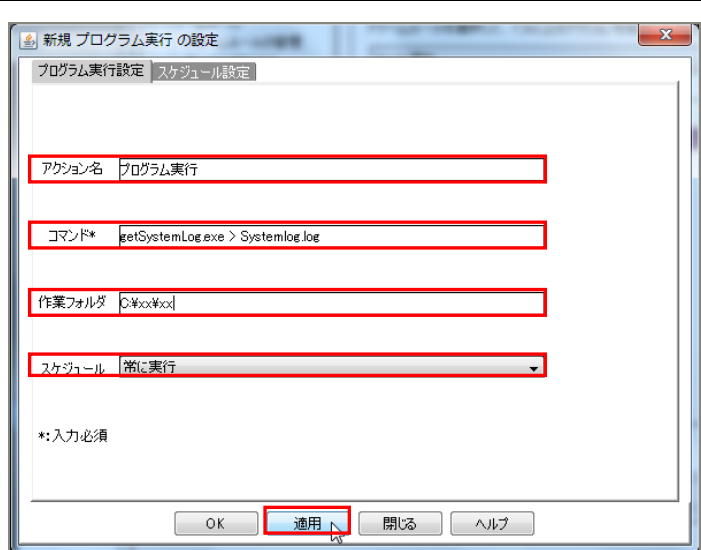 新規 プログラム実行 の設定
プログラム実行設定 スケジュール設定
アクション名 プログラム実行
コマンド* getSystemLog.exe > Systemlog.log
作業フォルダ C:¥xx¥xx
スケジュール 常に実行
*:入力必須
OK 適用 閉じる ヘルプ